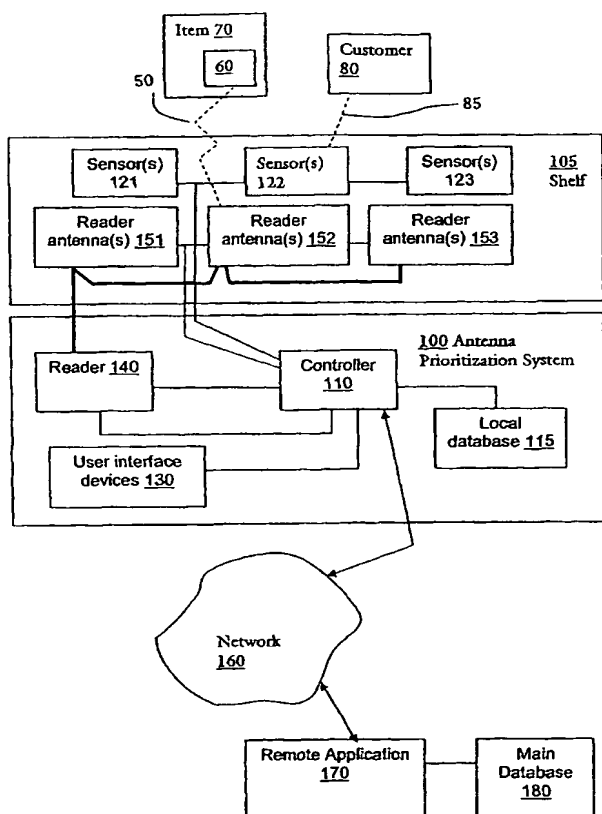 Item 70
60
Customer
80
50
85
Sensor(s)
121
Sensor(s)
122
Sensor(s)
123
105
Shelf
Reader
antenna(s) 151
Reader
antenna(s) 152
Reader
antenna(s) 153
100 Antenna
Prioritization System
Reader 140
Controller
110
Local
database 115
User interface
devices 130
Network
160
Remote Application
170
Main
Database
180